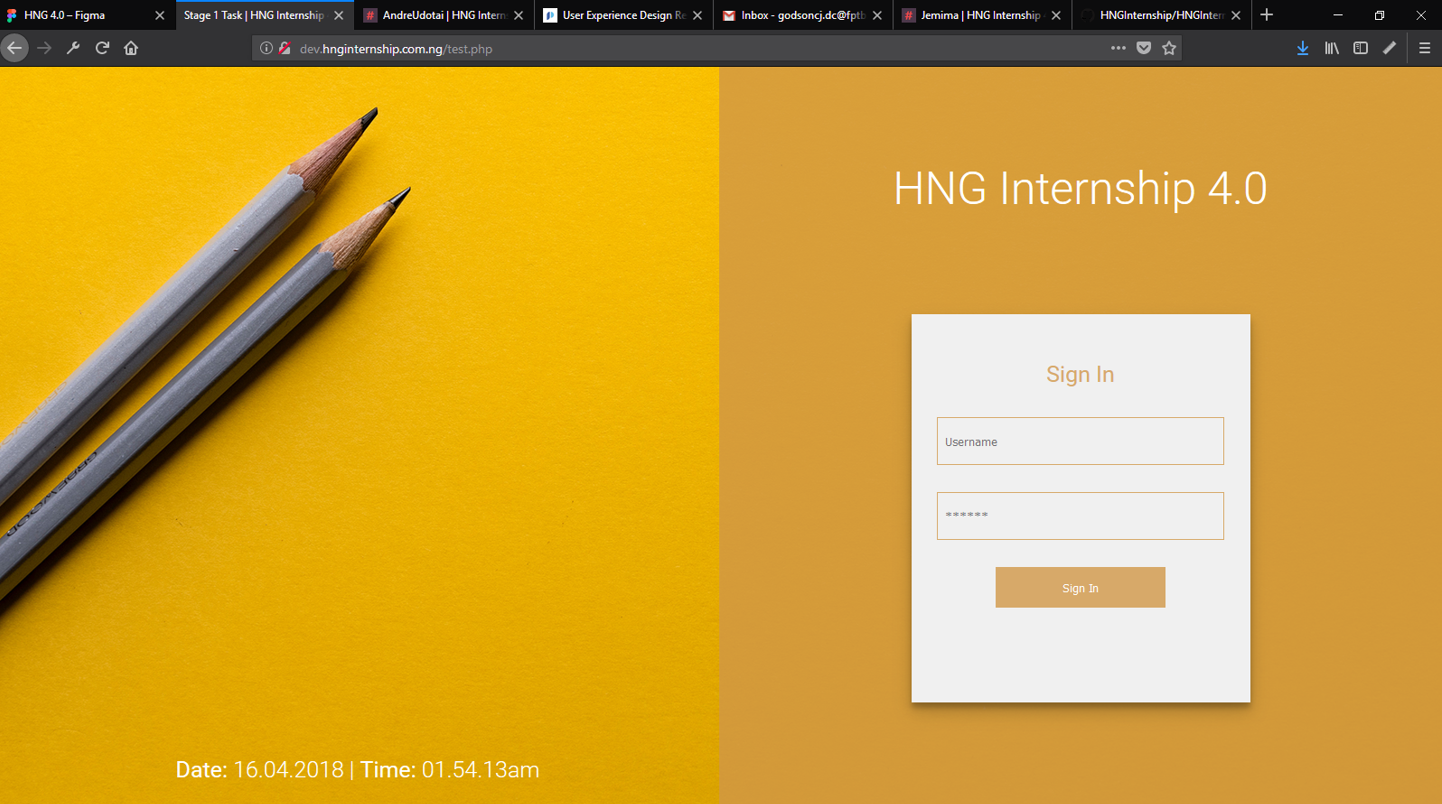 HNG 4.0 – Figma
Stage 1 Task | HNG Internship
AndreUdotai | HNG Intern
User Experience Design Re
Inbox - godsoncj.dc@fptb
Jemima | HNG Internship
HNGInternship/HNGIntern
dev.hnginternship.com.ng/test.php
HNG Internship 4.0
Sign In
Username
******
Sign In
Date: 16.04.2018 | Time: 01.54.13am